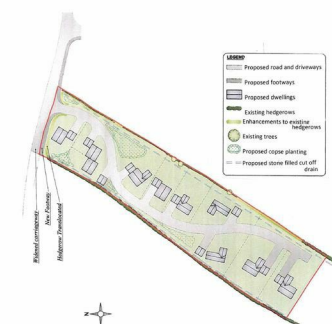 LEGEND
Proposed road and driveways
Proposed footways
Proposed dwellings
Existing hedgerows
Enhancements to existing
hedgerows
Existing trees
Proposed copse planting
Proposed stone filled cut off
drain
Widened carriageway
New Footway
Hedgerow Translocated
N